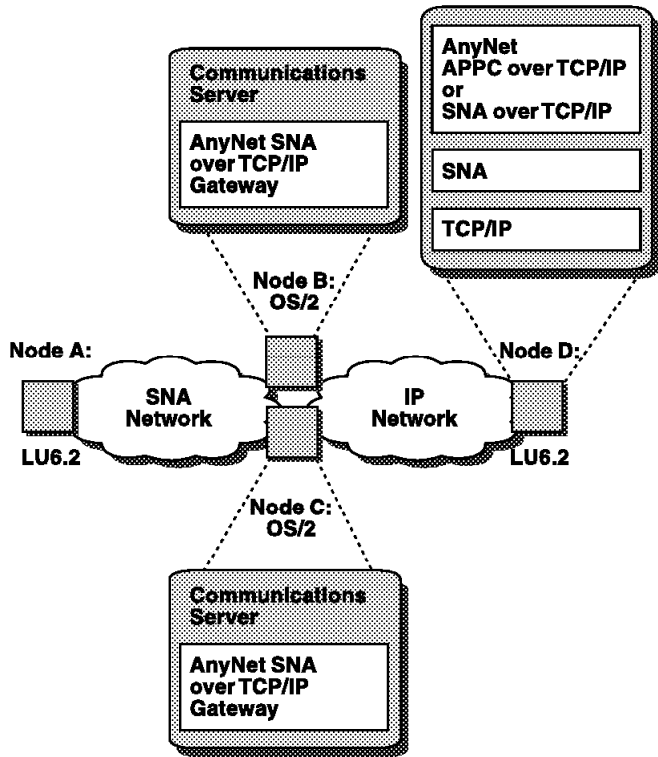 Communications
Server
AnyNet SNA
over TCP/IP
Gateway
AnyNet
APPC over TCP/IP
or
SNA over TCP/IP
SNA
TCP/IP
Node B:
OS/2
Node A:
Node D:
SNA
Network
IP
Network
LU6.2
LU6.2
Node C:
OS/2
Communications
Server
AnyNet SNA
over TCP/IP
Gateway